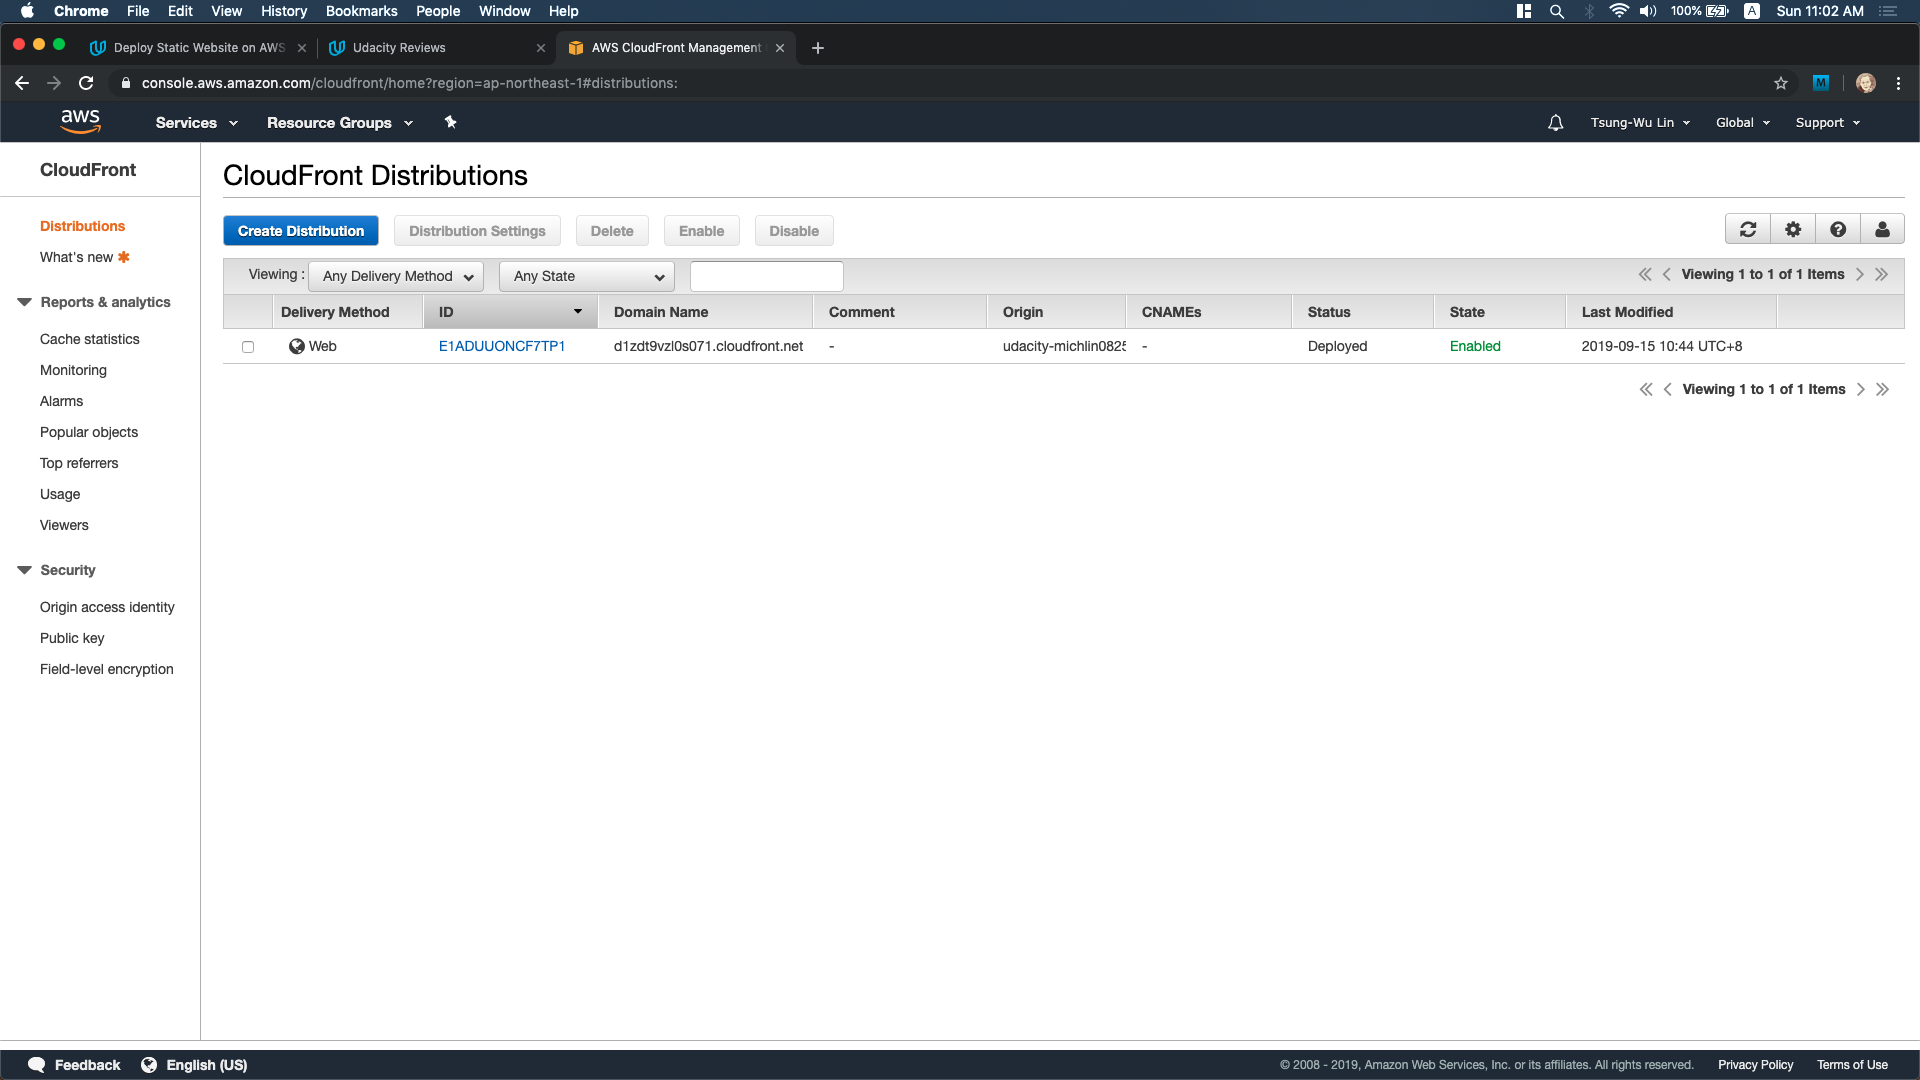 Chrome File Edit View History Bookmarks People Window Help 100% A Sun 11:02 AM
Deploy Static Website on AWS Udacity Reviews AWS CloudFront Management
console.aws.amazon.com/cloudfront/home?region=ap-northeast-1#distributions: M
aws Services Resource Groups Tsung-Wu Lin Global Support
CloudFront
Distributions
What's new
Reports & analytics
Cache statistics
Monitoring
Alarms
Popular objects
Top referrers
Usage
Viewers
Security
Origin access identity
Public key
Field-level encryption
CloudFront Distributions
Create Distribution Distribution Settings Delete Enable Disable
Viewing : Any Delivery Method Any State Viewing 1 to 1 of 1 Items
Delivery Method ID Domain Name Comment Origin CNAMEs Status State Last Modified
Web E1ADUUONCF7TP1 d1zdt9vzl0s071.cloudfront.net - udacity-michlin0825 - Deployed Enabled 2019-09-15 10:44 UTC+8
Viewing 1 to 1 of 1 Items
Feedback English (US) © 2008 - 2019, Amazon Web Services, Inc. or its affiliates. All rights reserved. Privacy Policy Terms of Use